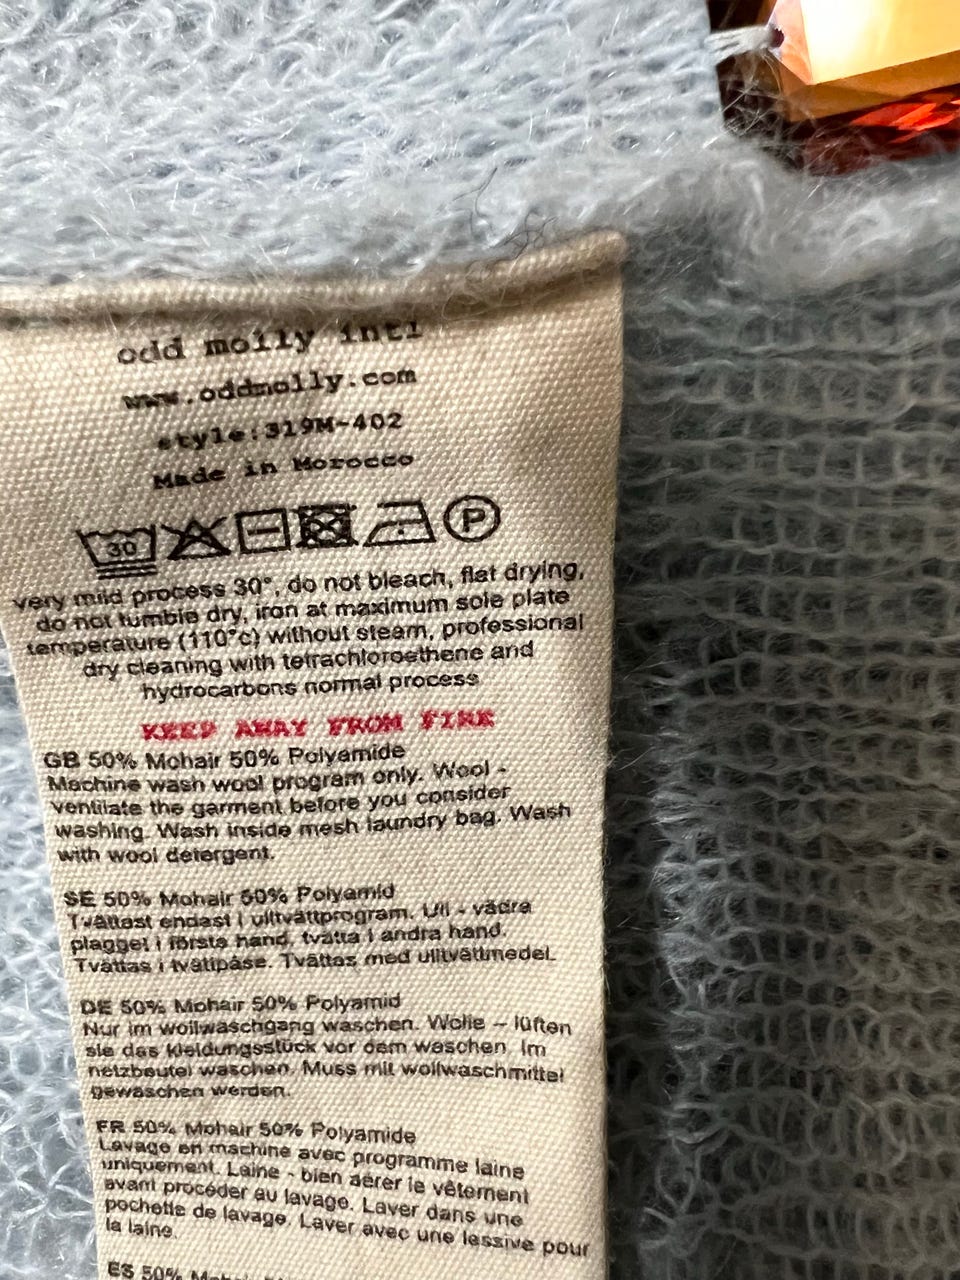 odd molly intl
www.oddmolly.com
style:319M-402
Made in Morocco
30 P
very mild process 30°, do not bleach, flat drying,
do not tumble dry, iron at maximum sole plate
temperature (110°c) without steam, professional
dry cleaning with tetrachloroethene and
hydrocarbons normal process
KEEP AWAY FROM FIRE
GB 50% Mohair 50% Polyamide
Machine wash wool program only. Wool -
ventilate the garment before you consider
washing. Wash inside mesh laundry bag. Wash
with wool detergent.
SE 50% Mohair 50% Polyamid
Tvättast endast i ulltvättprogram. Ull - vädra
plagget i första hand, tvätta i andra hand.
Tvättas i tvättpåse. Tvättas med ulltvättmedel.
DE 50% Mohair 50% Polyamid
Nur im wollwaschgang waschen. Wolle – lüften
sie das kleidungsstück vor dem waschen. Im
netzbeutel waschen. Muss mit wollwaschmittel
gewaschen werden.
FR 50% Mohair 50% Polyamide
Lavage en machine avec programme laine
uniquement. Laine - bien aérer le vêtement
avant procéder au lavage. Laver dans une
pochette de lavage. Laver avec une lessive pour
la laine.
ES 50%